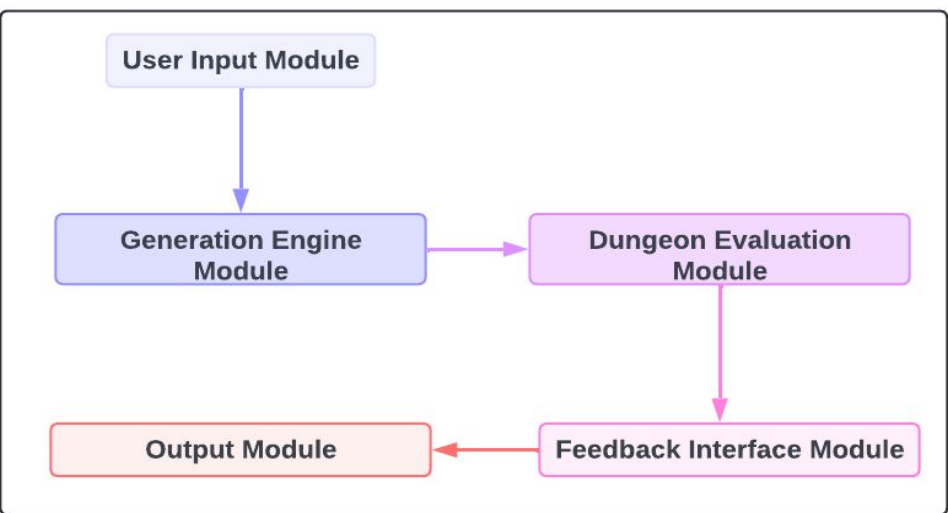 User Input Module
Generation Engine
Module
Dungeon Evaluation
Module
Output Module
Feedback Interface Module